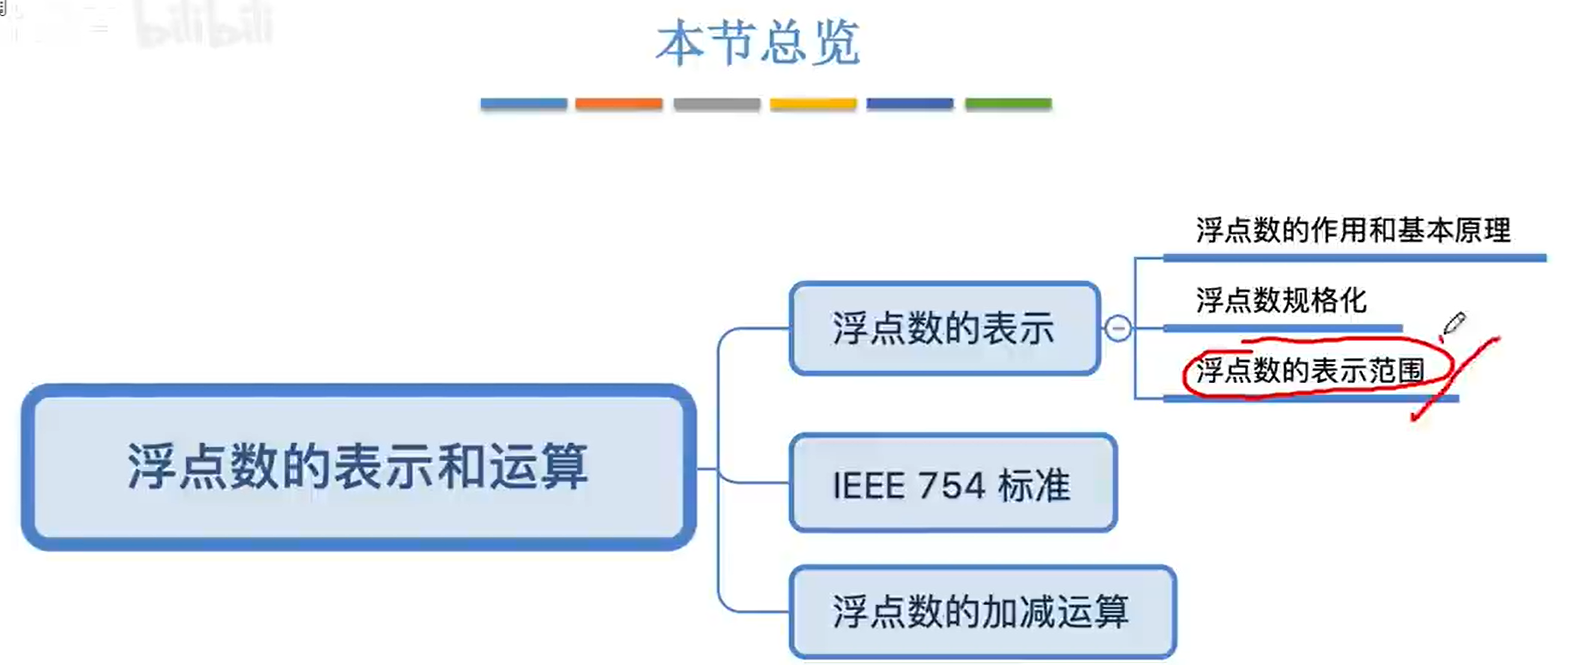 bilibili
本节总览
浮点数的作用和基本原理
浮点数规格化
浮点数的表示
浮点数的表示范围
浮点数的表示和运算
IEEE 754 标准
浮点数的加减运算